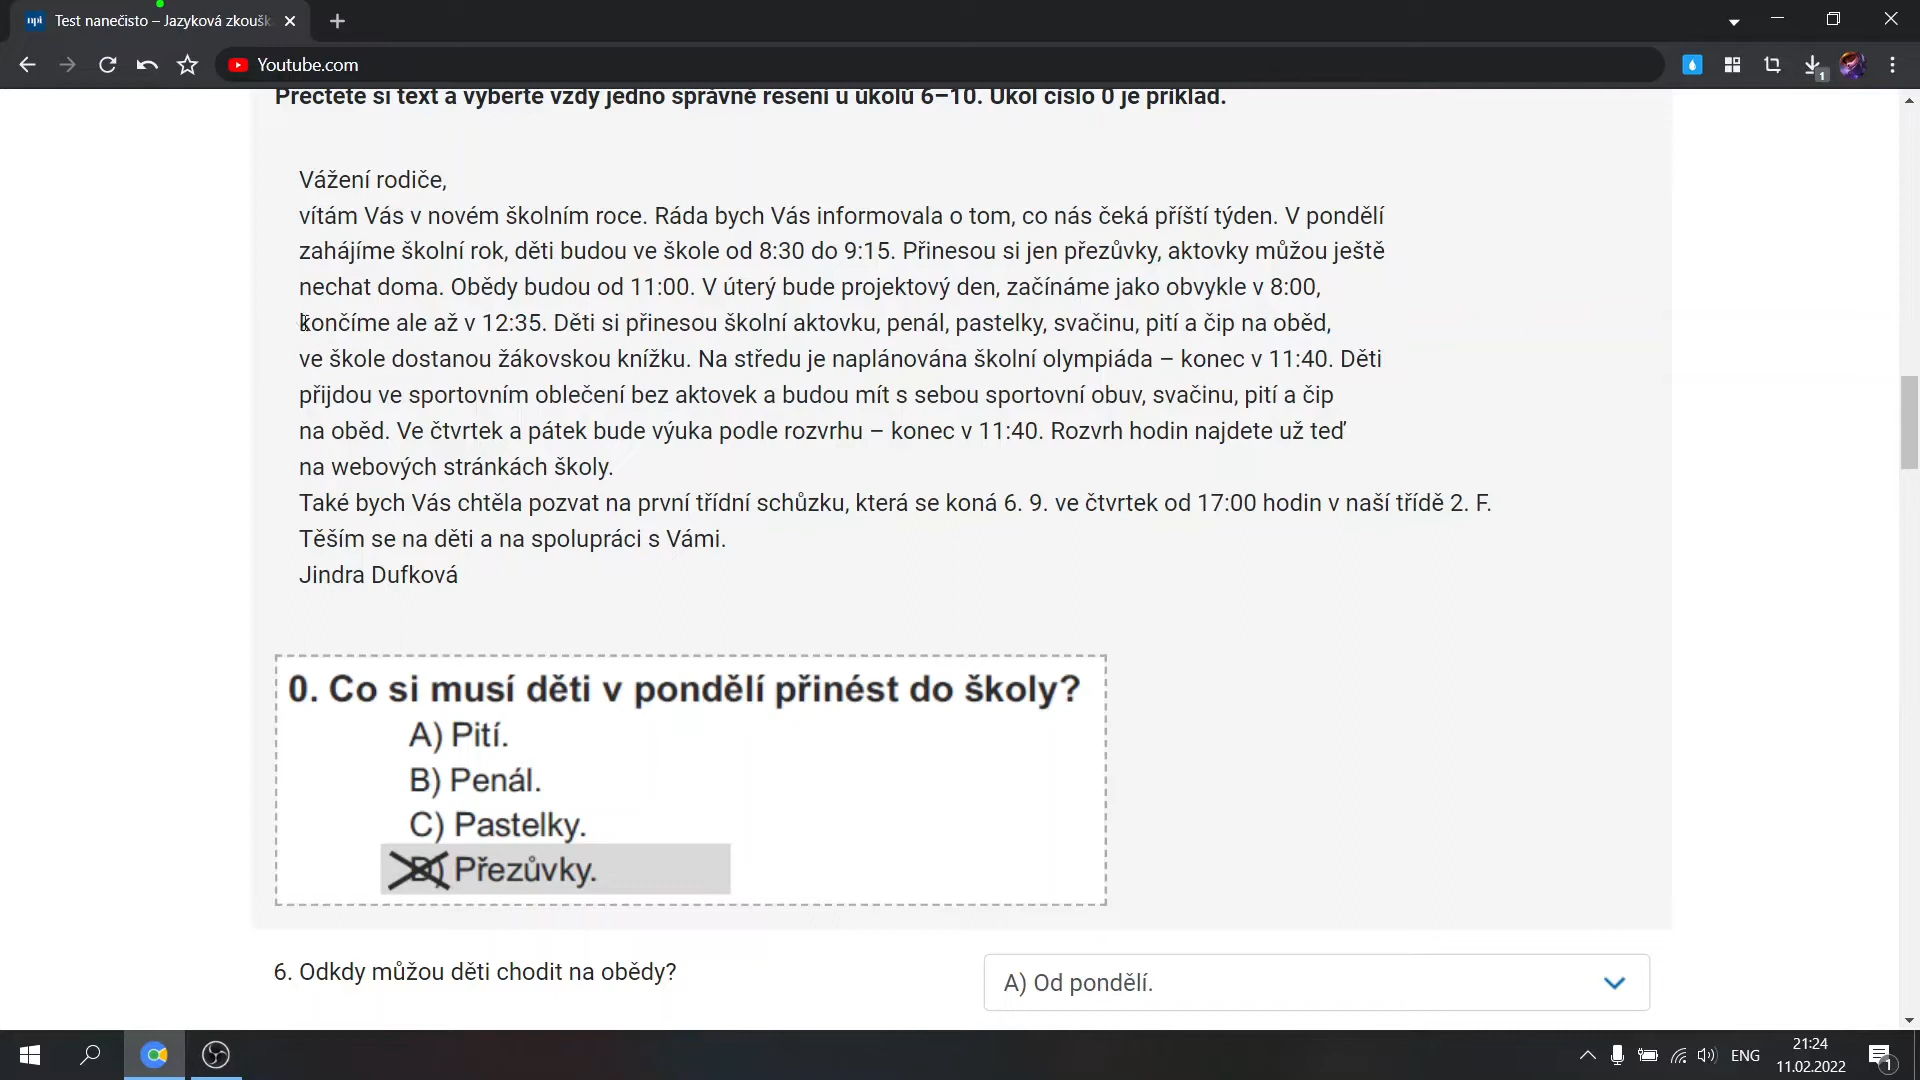 npi
Test nanečisto – Jazyková zkoušk
Youtube.com
1
Přečtěte si text a vyberte vždy jedno správné řešení u úkolů 6–10. Úkol číslo 0 je příklad.
Vážení rodiče,
vítám Vás v novém školním roce. Ráda bych Vás informovala o tom, co nás čeká příští týden. V pondělí
zahájíme školní rok, děti budou ve škole od 8:30 do 9:15. Přinesou si jen přezůvky, aktovky můžou ještě
nechat doma. Obědy budou od 11:00. V úterý bude projektový den, začínáme jako obvykle v 8:00,
končíme ale až v 12:35. Děti si přinesou školní aktovku, penál, pastelky, svačinu, pití a čip na oběd,
ve škole dostanou žákovskou knížku. Na středu je naplánována školní olympiáda – konec v 11:40. Děti
přijdou ve sportovním oblečení bez aktovek a budou mít s sebou sportovní obuv, svačinu, pití a čip
na oběd. Ve čtvrtek a pátek bude výuka podle rozvrhu – konec v 11:40. Rozvrh hodin najdete už teď
na webových stránkách školy.
Také bych Vás chtěla pozvat na první třídní schůzku, která se koná 6. 9. ve čtvrtek od 17:00 hodin v naší třídě 2. F.
Těším se na děti a na spolupráci s Vámi.
Jindra Dufková
0. Co si musí děti v pondělí přinést do školy?
A) Pití.
B) Penál.
C) Pastelky.
D) Přezůvky.
6. Odkdy můžou děti chodit na obědy?
A) Od pondělí.
ENG
21:24
11.02.2022
1